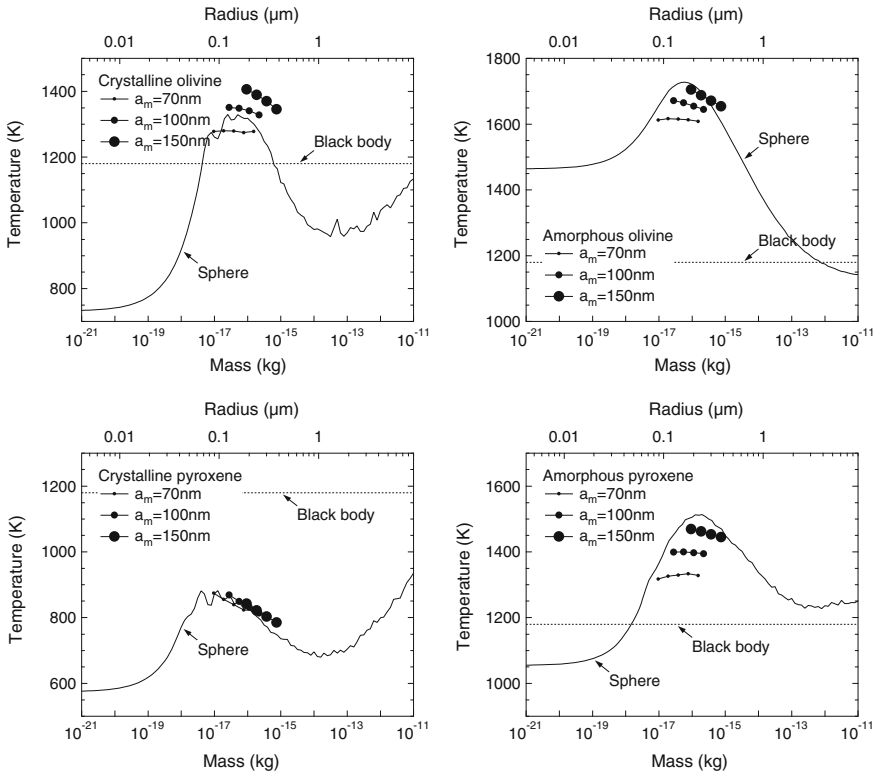 Radius (μm)
0.01 0.1 1
Temperature (K)
1400
1200
1000
800
Crystalline olivine
a_m=70nm
a_m=100nm
a_m=150nm
Black body
Sphere
10^-21 10^-19 10^-17 10^-15 10^-13 10^-11
Mass (kg)
Radius (μm)
0.01 0.1 1
Temperature (K)
1800
1600
1400
1200
1000
Sphere
Black body
Amorphous olivine
a_m=70nm
a_m=100nm
a_m=150nm
10^-21 10^-19 10^-17 10^-15 10^-13 10^-11
Mass (kg)
Radius (μm)
0.01 0.1 1
Temperature (K)
1200
1000
800
600
Crystalline pyroxene
a_m=70nm
a_m=100nm
a_m=150nm
Black body
Sphere
10^-21 10^-19 10^-17 10^-15 10^-13 10^-11
Mass (kg)
Radius (μm)
0.01 0.1 1
Temperature (K)
1600
1400
1200
1000
Amorphous pyroxene
a_m=70nm
a_m=100nm
a_m=150nm
Black body
Sphere
10^-21 10^-19 10^-17 10^-15 10^-13 10^-11
Mass (kg)